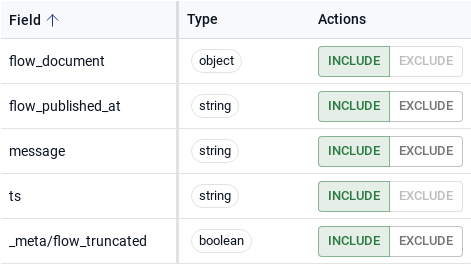 Field ↑ Type Actions
flow_document object INCLUDE EXCLUDE
flow_published_at string INCLUDE EXCLUDE
message string INCLUDE EXCLUDE
ts string INCLUDE EXCLUDE
_meta/flow_truncated boolean INCLUDE EXCLUDE